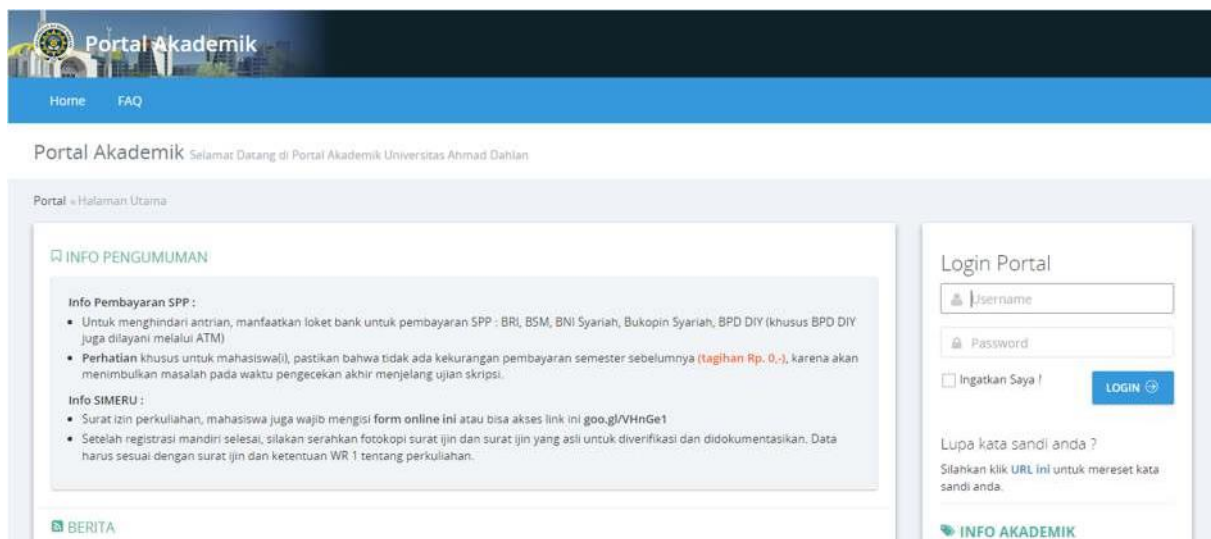 Portal Akademik
Home FAQ
Portal Akademik Selamat Datang di Portal Akademik Universitas Ahmad Dahlan
Portal » Halaman Utama
INFO PENGUMUMAN
Info Pembayaran SPP :
Untuk menghindari antrian, manfaatkan loket bank untuk pembayaran SPP : BRI, BSM, BNI Syariah, Bukopin Syariah, BPD DIY (khusus BPD DIY
juga dilayani melalui ATM)
Perhatian khusus untuk mahasiswa(i), pastikan bahwa tidak ada kekurangan pembayaran semester sebelumnya (tagihan Rp. 0,-), karena akan
menimbulkan masalah pada waktu pengecekan akhir menjelang ujian skripsi.
Info SIMERU :
Surat izin perkuliahan, mahasiswa juga wajib mengisi form online ini atau bisa akses link ini goo.gl/VHnGe1
Setelah registrasi mandiri selesai, silakan serahkan fotokopi surat ijin dan surat ijin yang asli untuk diverifikasi dan didokumentasikan. Data
harus sesuai dengan surat ijin dan ketentuan WR 1 tentang perkuliahan.
BERITA
Login Portal
Username
Password
Ingatkan Saya !
LOGIN
Lupa kata sandi anda ?
Silahkan klik URL ini untuk mereset kata
sandi anda.
INFO AKADEMIK